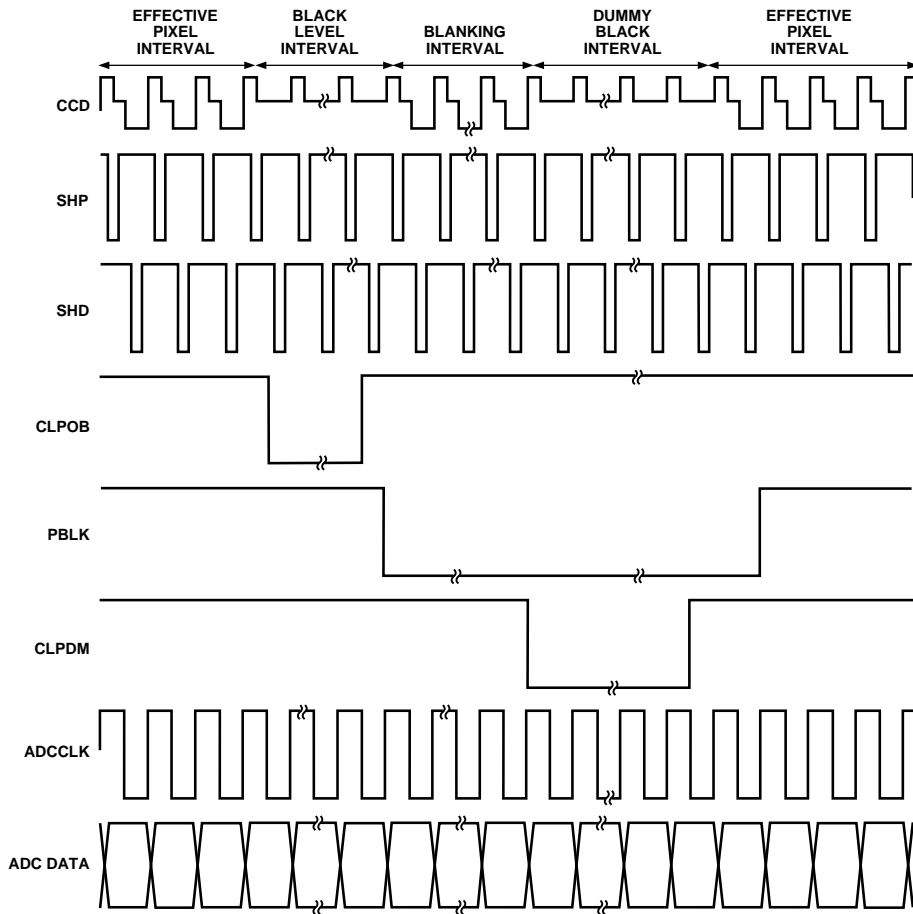 EFFECTIVE
PIXEL
INTERVAL
BLACK
LEVEL
INTERVAL
BLANKING
INTERVAL
DUMMY
BLACK
INTERVAL
EFFECTIVE
PIXEL
INTERVAL
CCD
SHP
SHD
CLPOB
PBLK
CLPDM
ADCCLK
ADC DATA